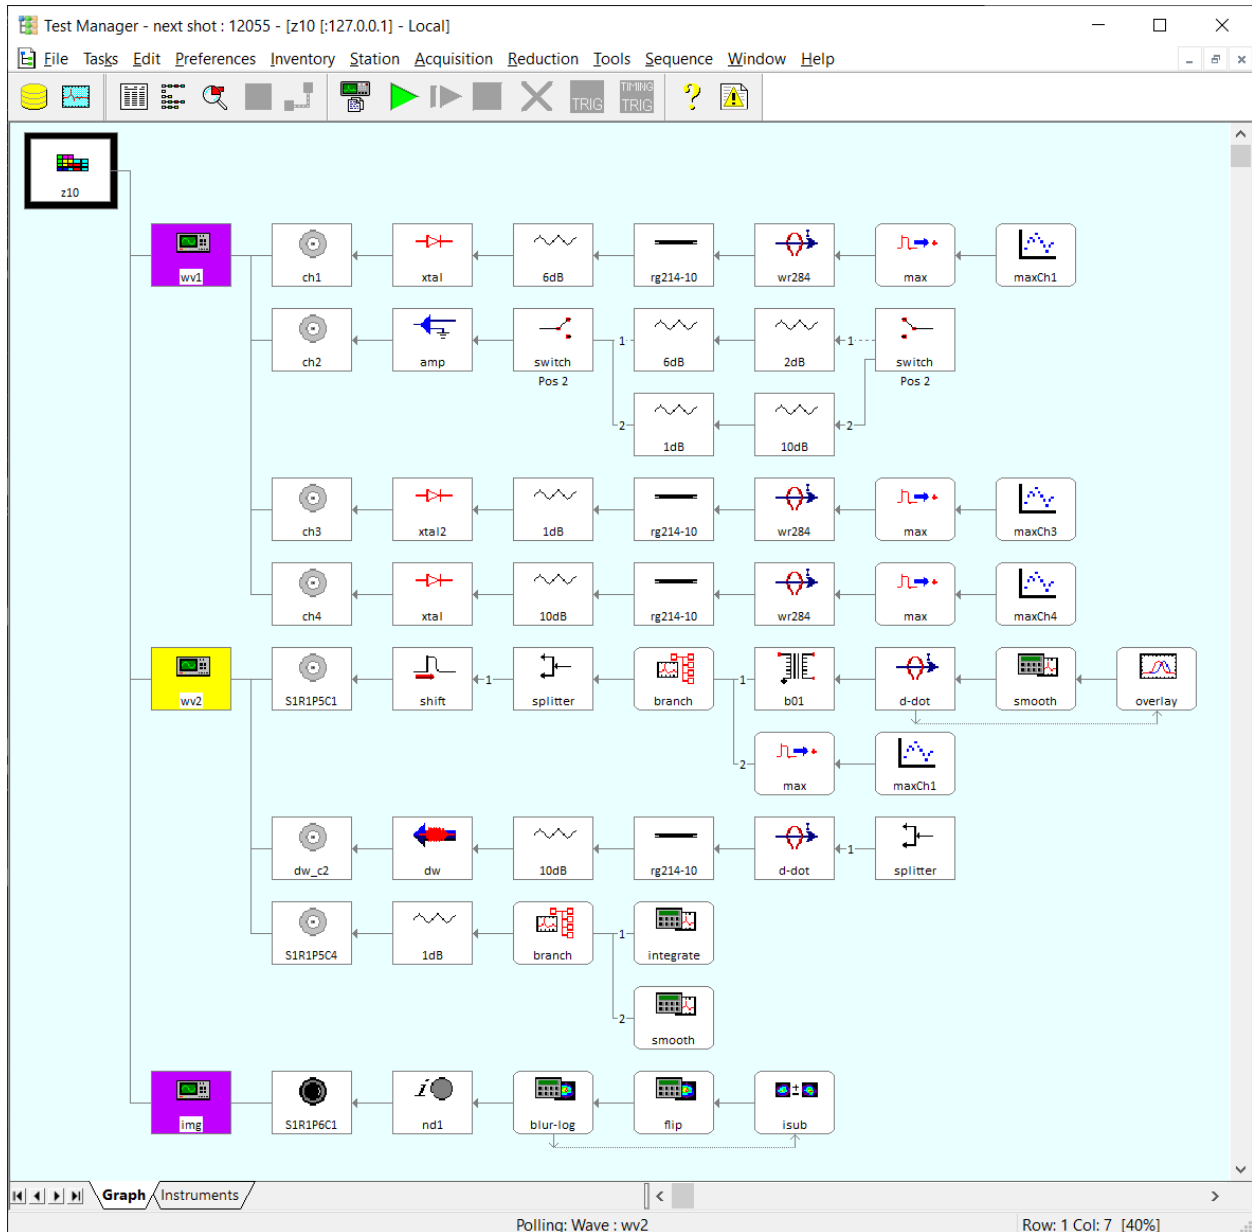 Test Manager - next shot : 12055 - [z10 [:127.0.0.1] - Local]
File Tasks Edit Preferences Inventory Station Acquisition Reduction Tools Sequence Window Help
TRIG TIMING TRIG
z10
wv1 ch1 xtal 6dB rg214-10 wr284 max maxCh1
1 1
ch2 amp switch 6dB 2dB switch
Pos 2 Pos 2
2 2
1dB 10dB
ch3 xtal2 1dB rg214-10 wr284 max maxCh3
ch4 xtal 10dB rg214-10 wr284 max maxCh4
1 1
wv2 S1R1P5C1 shift splitter branch b01 d-dot smooth overlay
2
max maxCh1
1
dw_c2 dw 10dB rg214-10 d-dot splitter
1
S1R1P5C4 1dB branch integrate
2
smooth
i
img S1R1P6C1 nd1 blur-log flip isub
Graph Instruments
Polling: Wave : wv2 Row: 1 Col: 7 [40%]